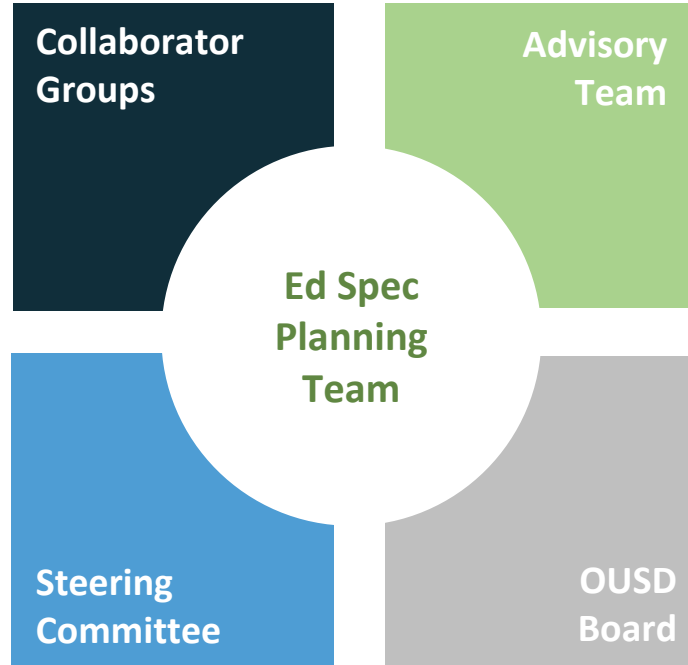 Collaborator
Groups
Advisory
Team
Ed Spec
Planning
Team
Steering
Committee
OUSD
Board